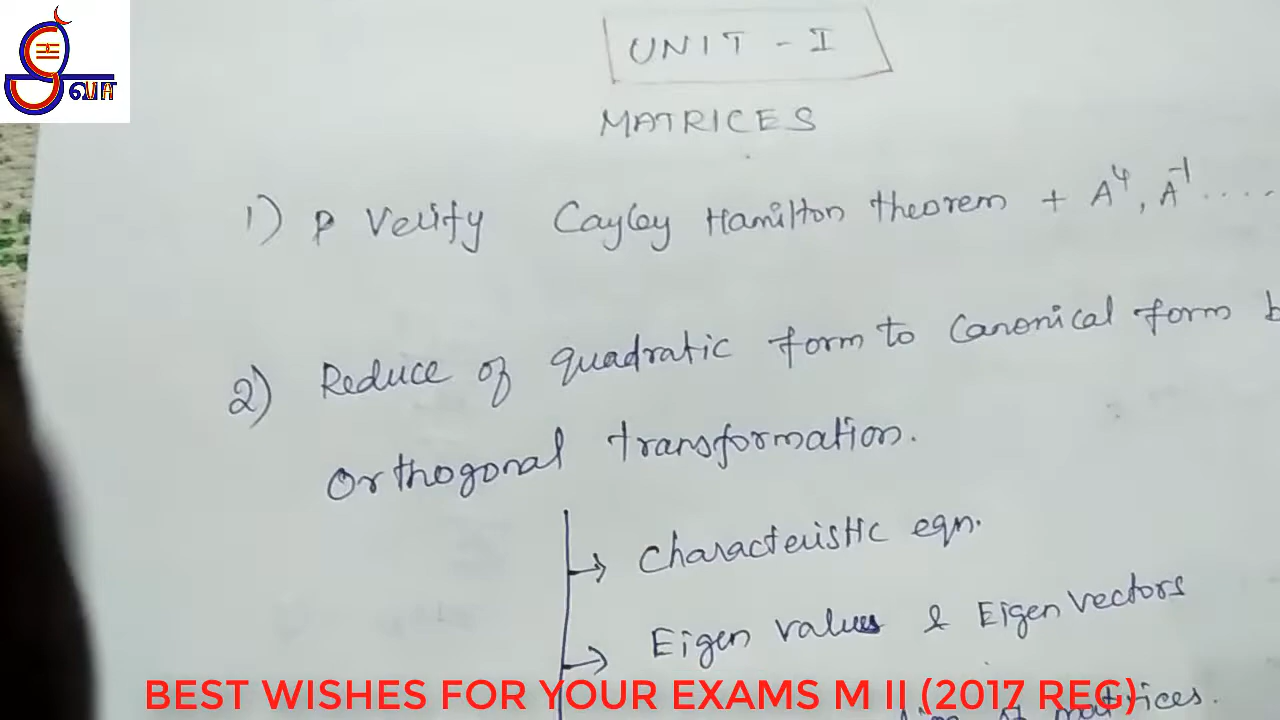 வா
UNIT - I
MATRICES
1) P Verify Cayley Hamilton theorem + A⁴, A⁻¹ ....
2) Reduce of quadratic form to Canonical form b
Orthogonal transformation.
→ Characteristic eqn.
→ Eigen values & Eigen vectors
matrices.
BEST WISHES FOR YOUR EXAMS M II (2017 REG)